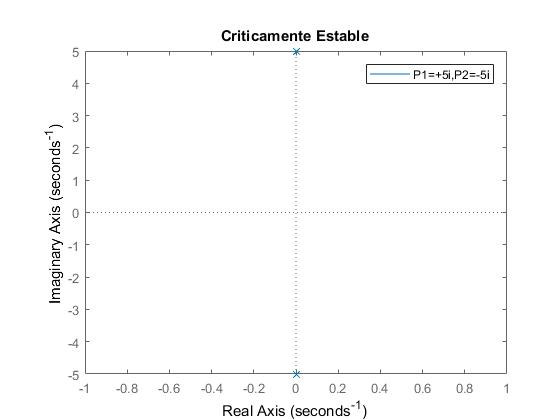 Criticamente Estable
P1=+5i,P2=-5i
5
4
3
2
1
0
-1
-2
-3
-4
-5
Imaginary Axis (seconds⁻¹)
-1 -0.8 -0.6 -0.4 -0.2 0 0.2 0.4 0.6 0.8 1
Real Axis (seconds⁻¹)